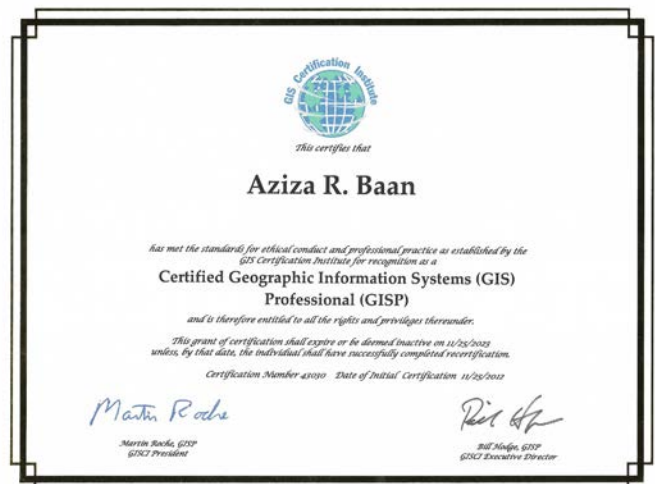 GIS Certification Institute
This certifies that
Aziza R. Baan
has met the standards for ethical conduct and professional practice as established by the
GIS Certification Institute for recognition as a
Certified Geographic Information Systems (GIS)
Professional (GISP)
and is therefore entitled to all the rights and privileges thereunder.
This grant of certification shall expire or be deemed inactive on 11/25/2023
unless, by that date, the individual shall have successfully completed recertification.
Certification Number 43030 Date of Initial Certification 11/25/2012
Martin Roche
Martin Roche, GISP
GISCI President
Bill Hodge, GISP
GISCI Executive Director